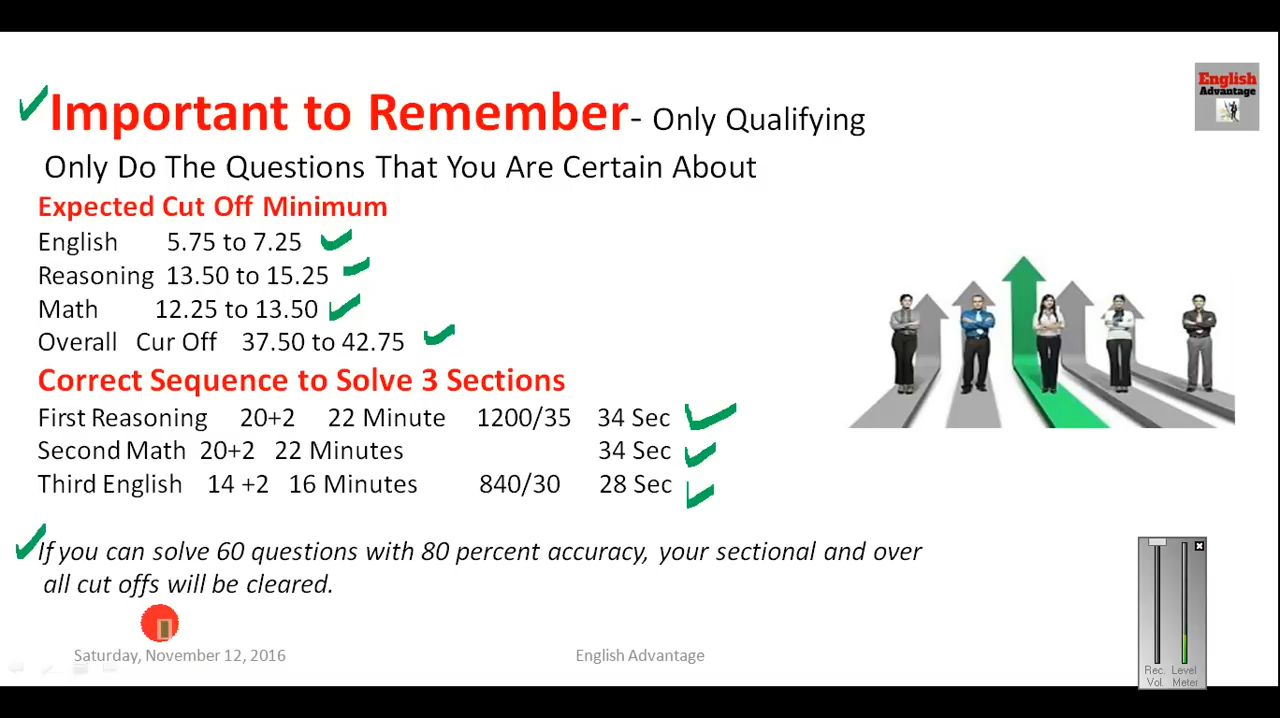 Important to Remember- Only Qualifying
Only Do The Questions That You Are Certain About
Expected Cut Off Minimum
English 5.75 to 7.25
Reasoning 13.50 to 15.25
Math 12.25 to 13.50
Overall Cur Off 37.50 to 42.75
Correct Sequence to Solve 3 Sections
First Reasoning 20+2 22 Minute 1200/35 34 Sec
Second Math 20+2 22 Minutes 34 Sec
Third English 14 +2 16 Minutes 840/30 28 Sec
If you can solve 60 questions with 80 percent accuracy, your sectional and over
all cut offs will be cleared.
Saturday, November 12, 2016
English Advantage
English
Advantage
Rec. Level
Vol. Meter